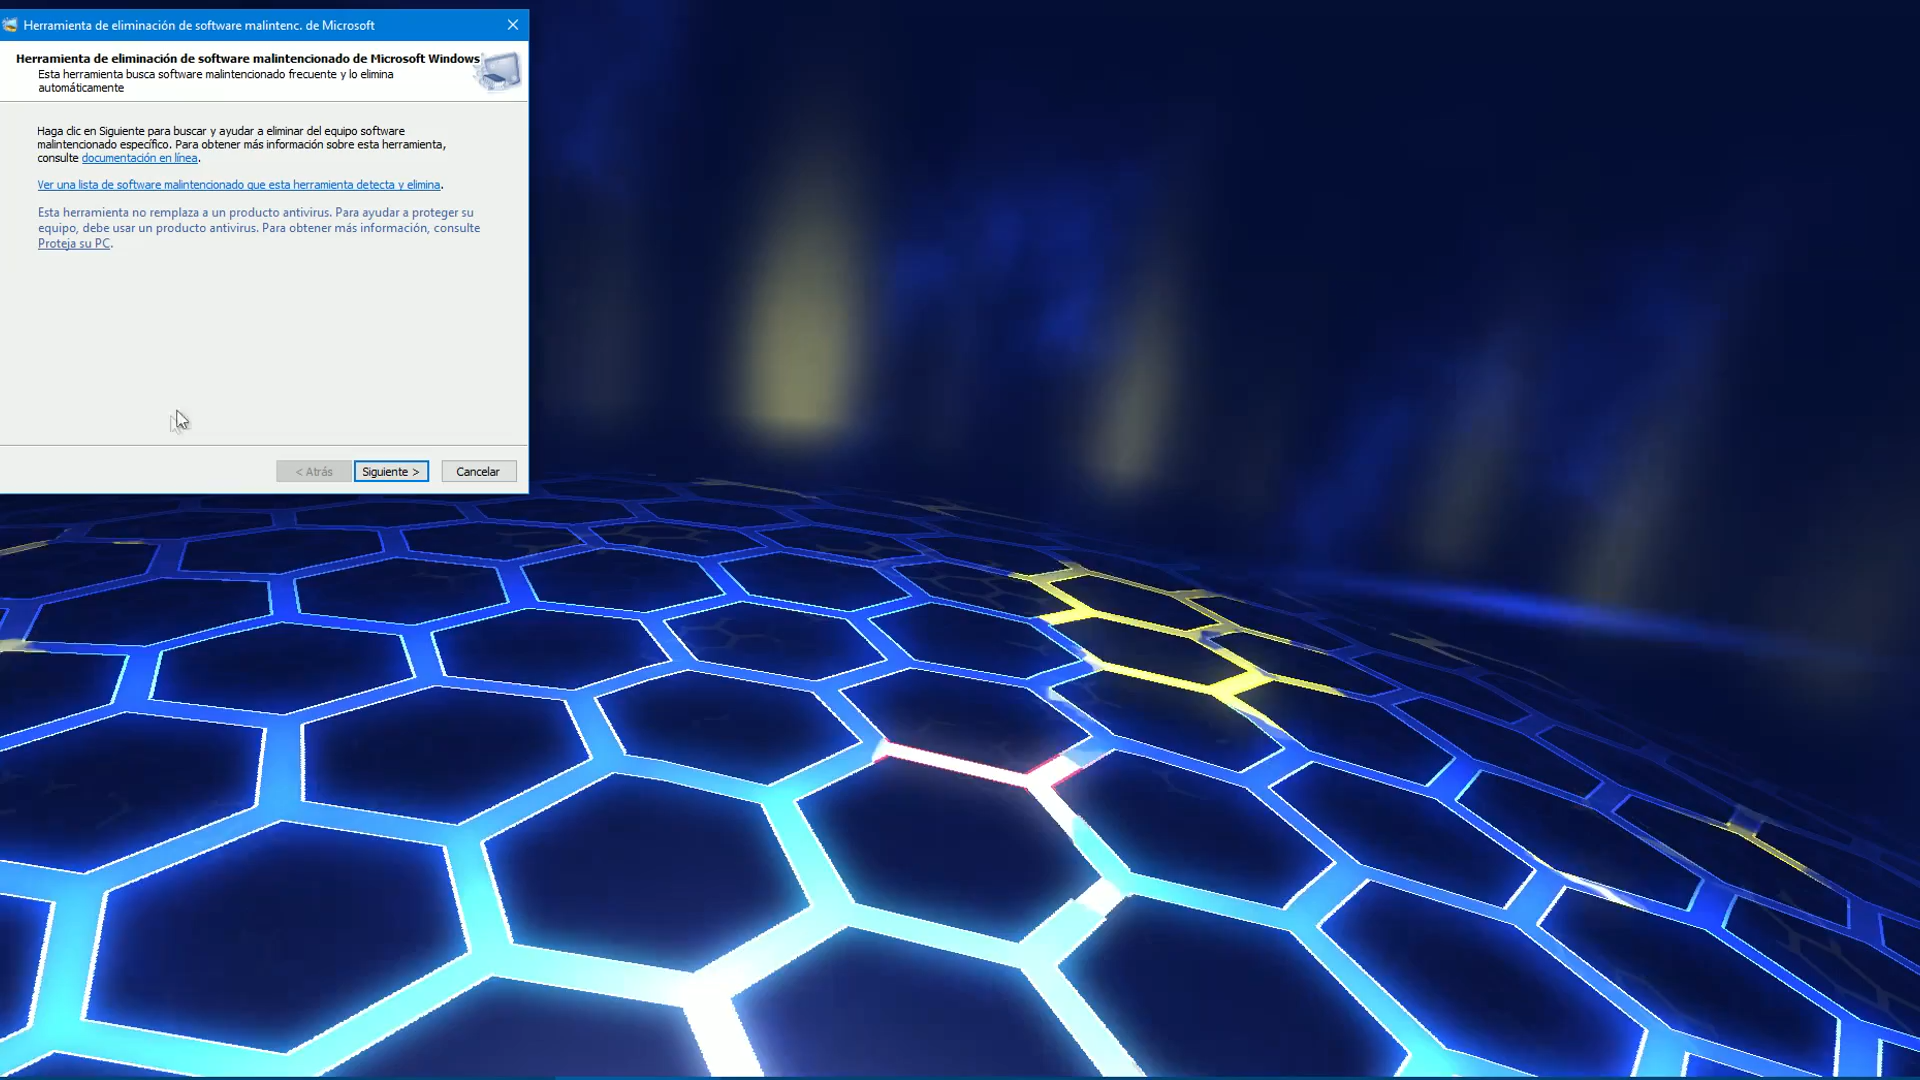 Herramienta de eliminación de software malintenc. de Microsoft
Herramienta de eliminación de software malintencionado de Microsoft Windows
Esta herramienta busca software malintencionado frecuente y lo elimina
automáticamente
Haga clic en Siguiente para buscar y ayudar a eliminar del equipo software
malintencionado específico. Para obtener más información sobre esta herramienta,
consulte documentación en línea.
Ver una lista de software malintencionado que esta herramienta detecta y elimina.
Esta herramienta no remplaza a un producto antivirus. Para ayudar a proteger su
equipo, debe usar un producto antivirus. Para obtener más información, consulte
Proteja su PC.
< Atrás Siguiente > Cancelar